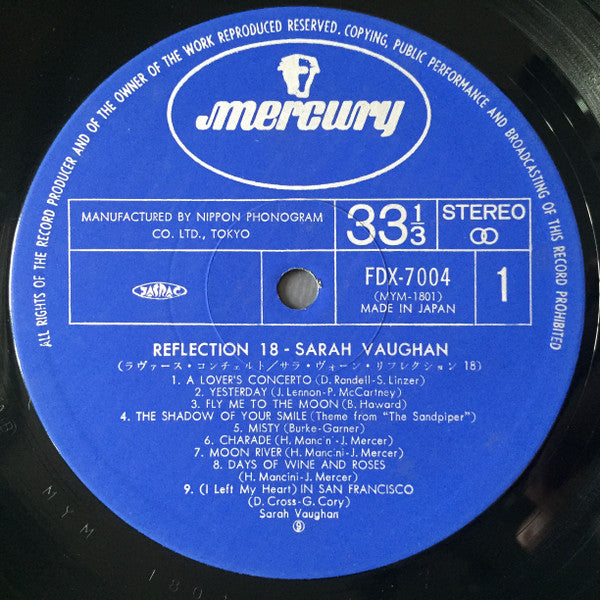 ALL RIGHTS OF THE RECORD PRODUCER AND OF THE OWNER OF THE WORK REPRODUCED RESERVED. COPYING, PUBLIC PERFORMANCE AND BROADCASTING OF THIS RECORD PROHIBITED
mercury
MANUFACTURED BY NIPPON PHONOGRAM
CO. LTD., TOKYO
33 1/3
STEREO
JASRAC
FDX-7004
(MYM-1801)
MADE IN JAPAN
1
REFLECTION 18 - SARAH VAUGHAN
(ラヴァース・コンチェルト/サラ・ヴォーン・リフレクション 18)
1. A LOVER'S CONCERTO (D. Randell-S. Linzer)
2. YESTERDAY (J. Lennon-P. McCartney)
3. FLY ME TO THE MOON (B. Haward)
4. THE SHADOW OF YOUR SMILE (Theme from "The Sandpiper")
5. MISTY (Burke-Garner)
6. CHARADE (H. Mancini-J. Mercer)
7. MOON RIVER (H. Mancini-J. Mercer)
8. DAYS OF WINE AND ROSES
(H. Mancini-J. Mercer)
9. (I Left My Heart) IN SAN FRANCISCO
(D. Cross-G. Cory)
Sarah Vaughan
MYM 180